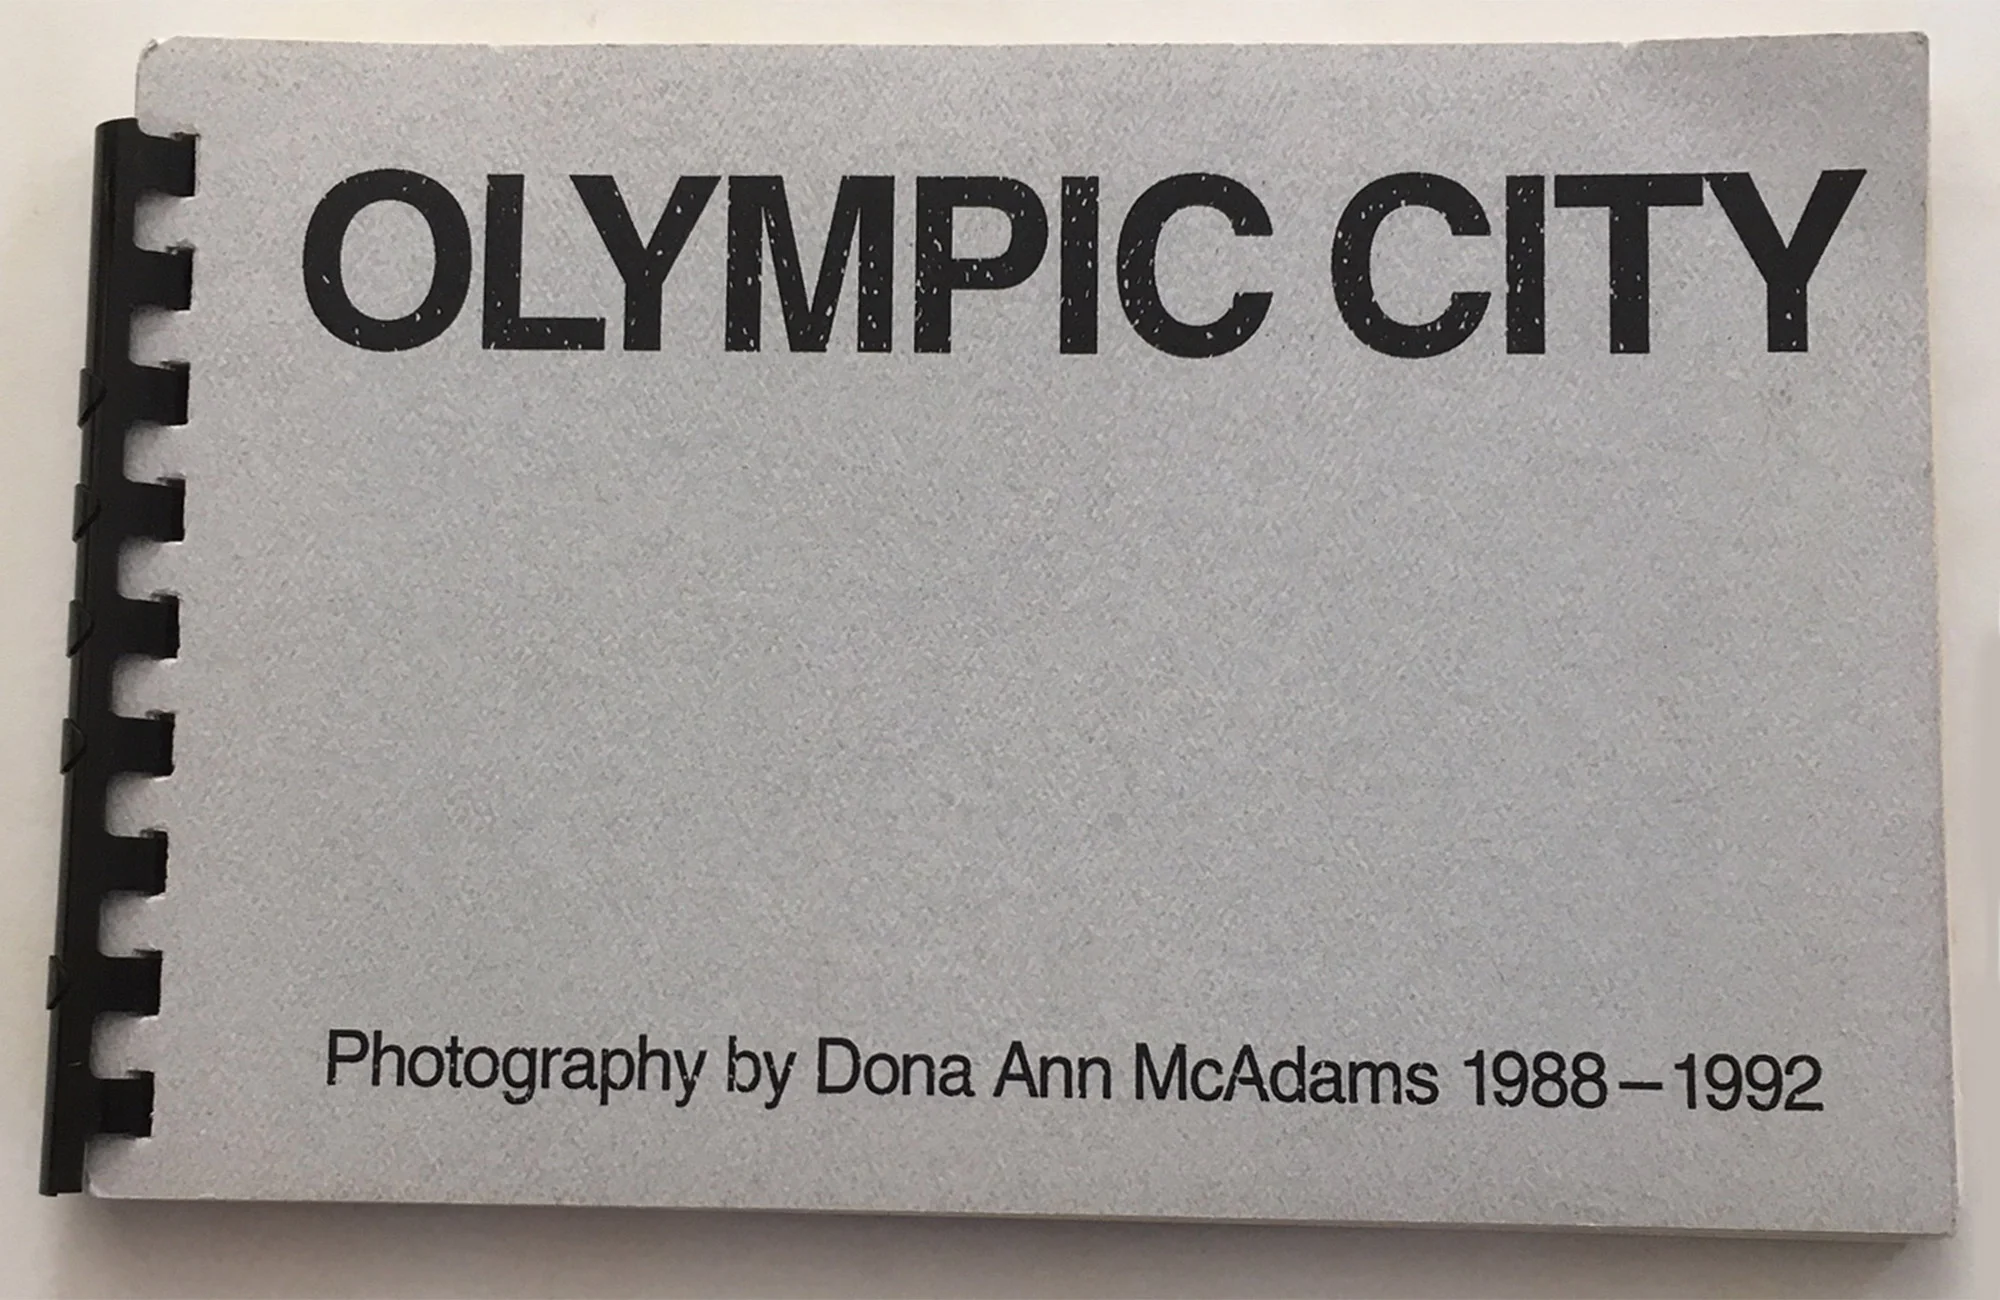 OLYMPIC CITY
Photography by Dona Ann McAdams 1988–1992